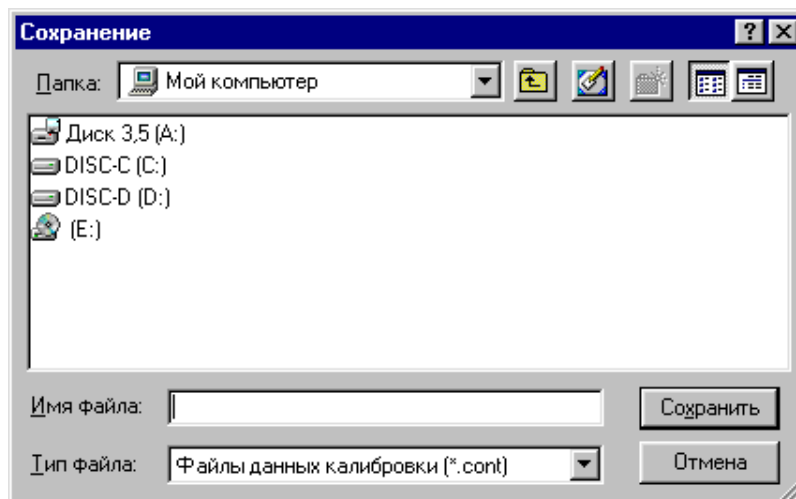 Сохранение
Папка: Мой компьютер
Диск 3,5 (A:)
DISC-C (C:)
DISC-D (D:)
(E:)
Имя файла:
Сохранить
Тип файла: Файлы данных калибровки (*.cont)
Отмена